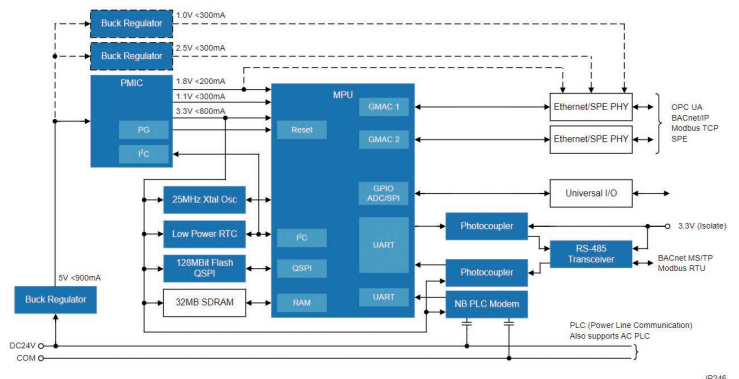 1.0V <300mA
Buck Regulator
2.5V <300mA
Buck Regulator
PMIC
1.8V <200mA
1.1V <300mA
3.3V <800mA
PG
I²C
MPU
GMAC 1
Reset
GMAC 2
GPIO
ADC/SPI
I²C
UART
QSPI
UART
RAM
Ethernet/SPE PHY
Ethernet/SPE PHY
OPC UA
BACnet/IP
Modbus TCP
SPE
Universal I/O
25MHz Xtal Osc
Low Power RTC
128MBit Flash
QSPI
32MB SDRAM
Photocoupler
3.3V (Isolate)
RS-485
Transceiver
Photocoupler
BACnet MS/TP
Modbus RTU
NB PLC Modem
5V <900mA
Buck Regulator
PLC (Power Line Communication)
Also supports AC PLC
DC24V
COM
IP246